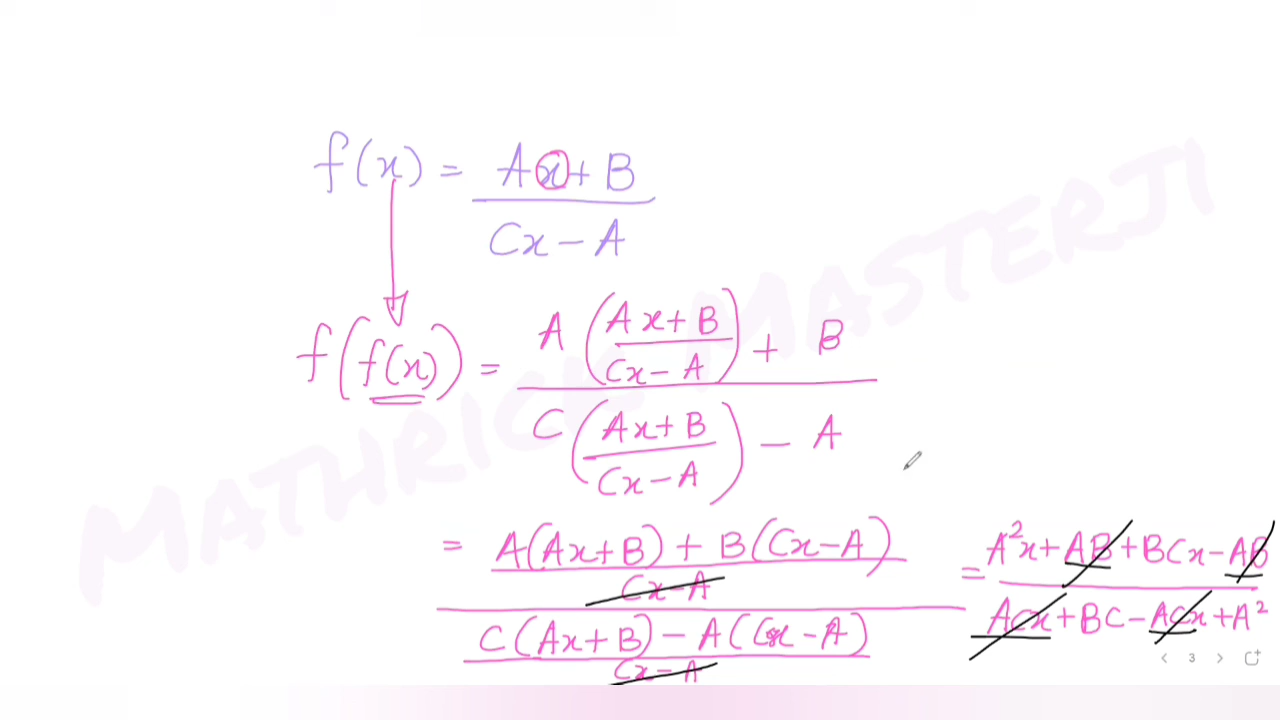 f(x) = Ax + B
Cx - A
f(f(x)) = A (Ax + B / Cx - A) + B
C (Ax + B / Cx - A) - A
= A(Ax+B) + B(Cx-A)
Cx-A
C(Ax+B) - A(Cx-A)
Cx-A
= A²x + AB + BCx - AB
ACx + BC - ACx + A²
MATHRICK MASTERJI
< 3 >